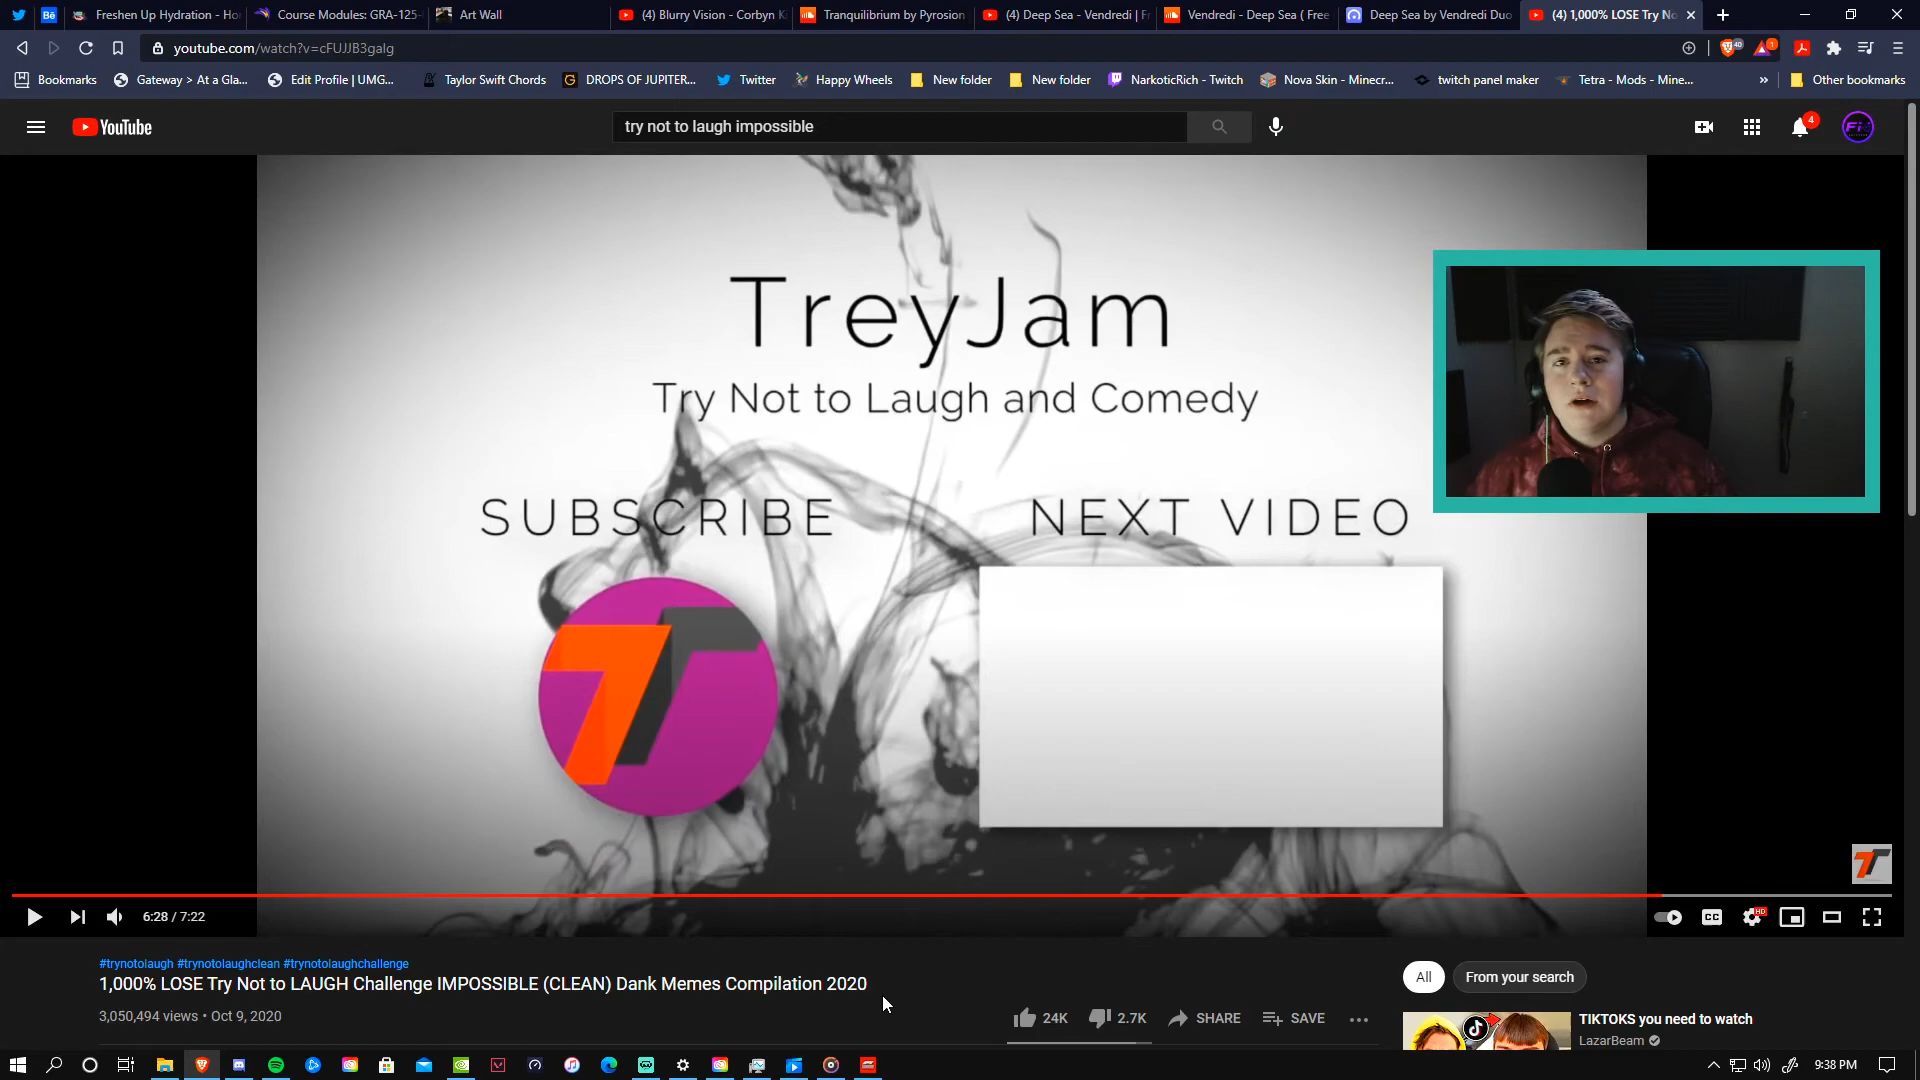 Freshen Up Hydration - Ho
Course Modules: GRA-125-
Art Wall
(4) Blurry Vision - Corbyn Ki
Tranquilibrium by Pyrosion
(4) Deep Sea - Vendredi | Fr
Vendredi - Deep Sea ( Free
Deep Sea by Vendredi Duo
(4) 1,000% LOSE Try No
youtube.com/watch?v=cFUJJB3galg
Bookmarks
Gateway > At a Gla...
Edit Profile | UMG...
Taylor Swift Chords
DROPS OF JUPITER...
Twitter
Happy Wheels
New folder
New folder
NarkoticRich - Twitch
Nova Skin - Minecr...
twitch panel maker
Tetra - Mods - Mine...
Other bookmarks
YouTube
try not to laugh impossible
4
TreyJam
Try Not to Laugh and Comedy
SUBSCRIBE
NEXT VIDEO
6:28 / 7:22
CC
HD
#trynotolaugh #trynotolaughclean #trynotolaughchallenge
1,000% LOSE Try Not to LAUGH Challenge IMPOSSIBLE (CLEAN) Dank Memes Compilation 2020
3,050,494 views • Oct 9, 2020
24K
2.7K
SHARE
SAVE
All
From your search
TIKTOKS you need to watch
LazarBeam
9:38 PM